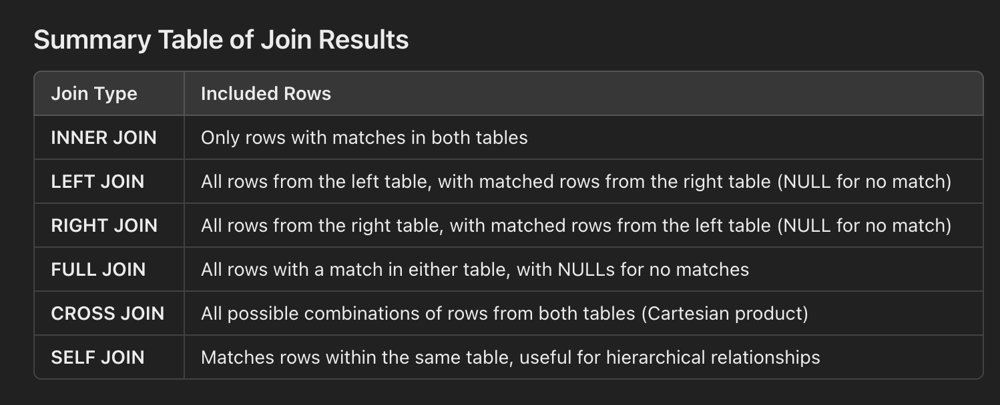 Summary Table of Join Results
Join Type Included Rows
INNER JOIN Only rows with matches in both tables
LEFT JOIN All rows from the left table, with matched rows from the right table (NULL for no match)
RIGHT JOIN All rows from the right table, with matched rows from the left table (NULL for no match)
FULL JOIN All rows with a match in either table, with NULLs for no matches
CROSS JOIN All possible combinations of rows from both tables (Cartesian product)
SELF JOIN Matches rows within the same table, useful for hierarchical relationships